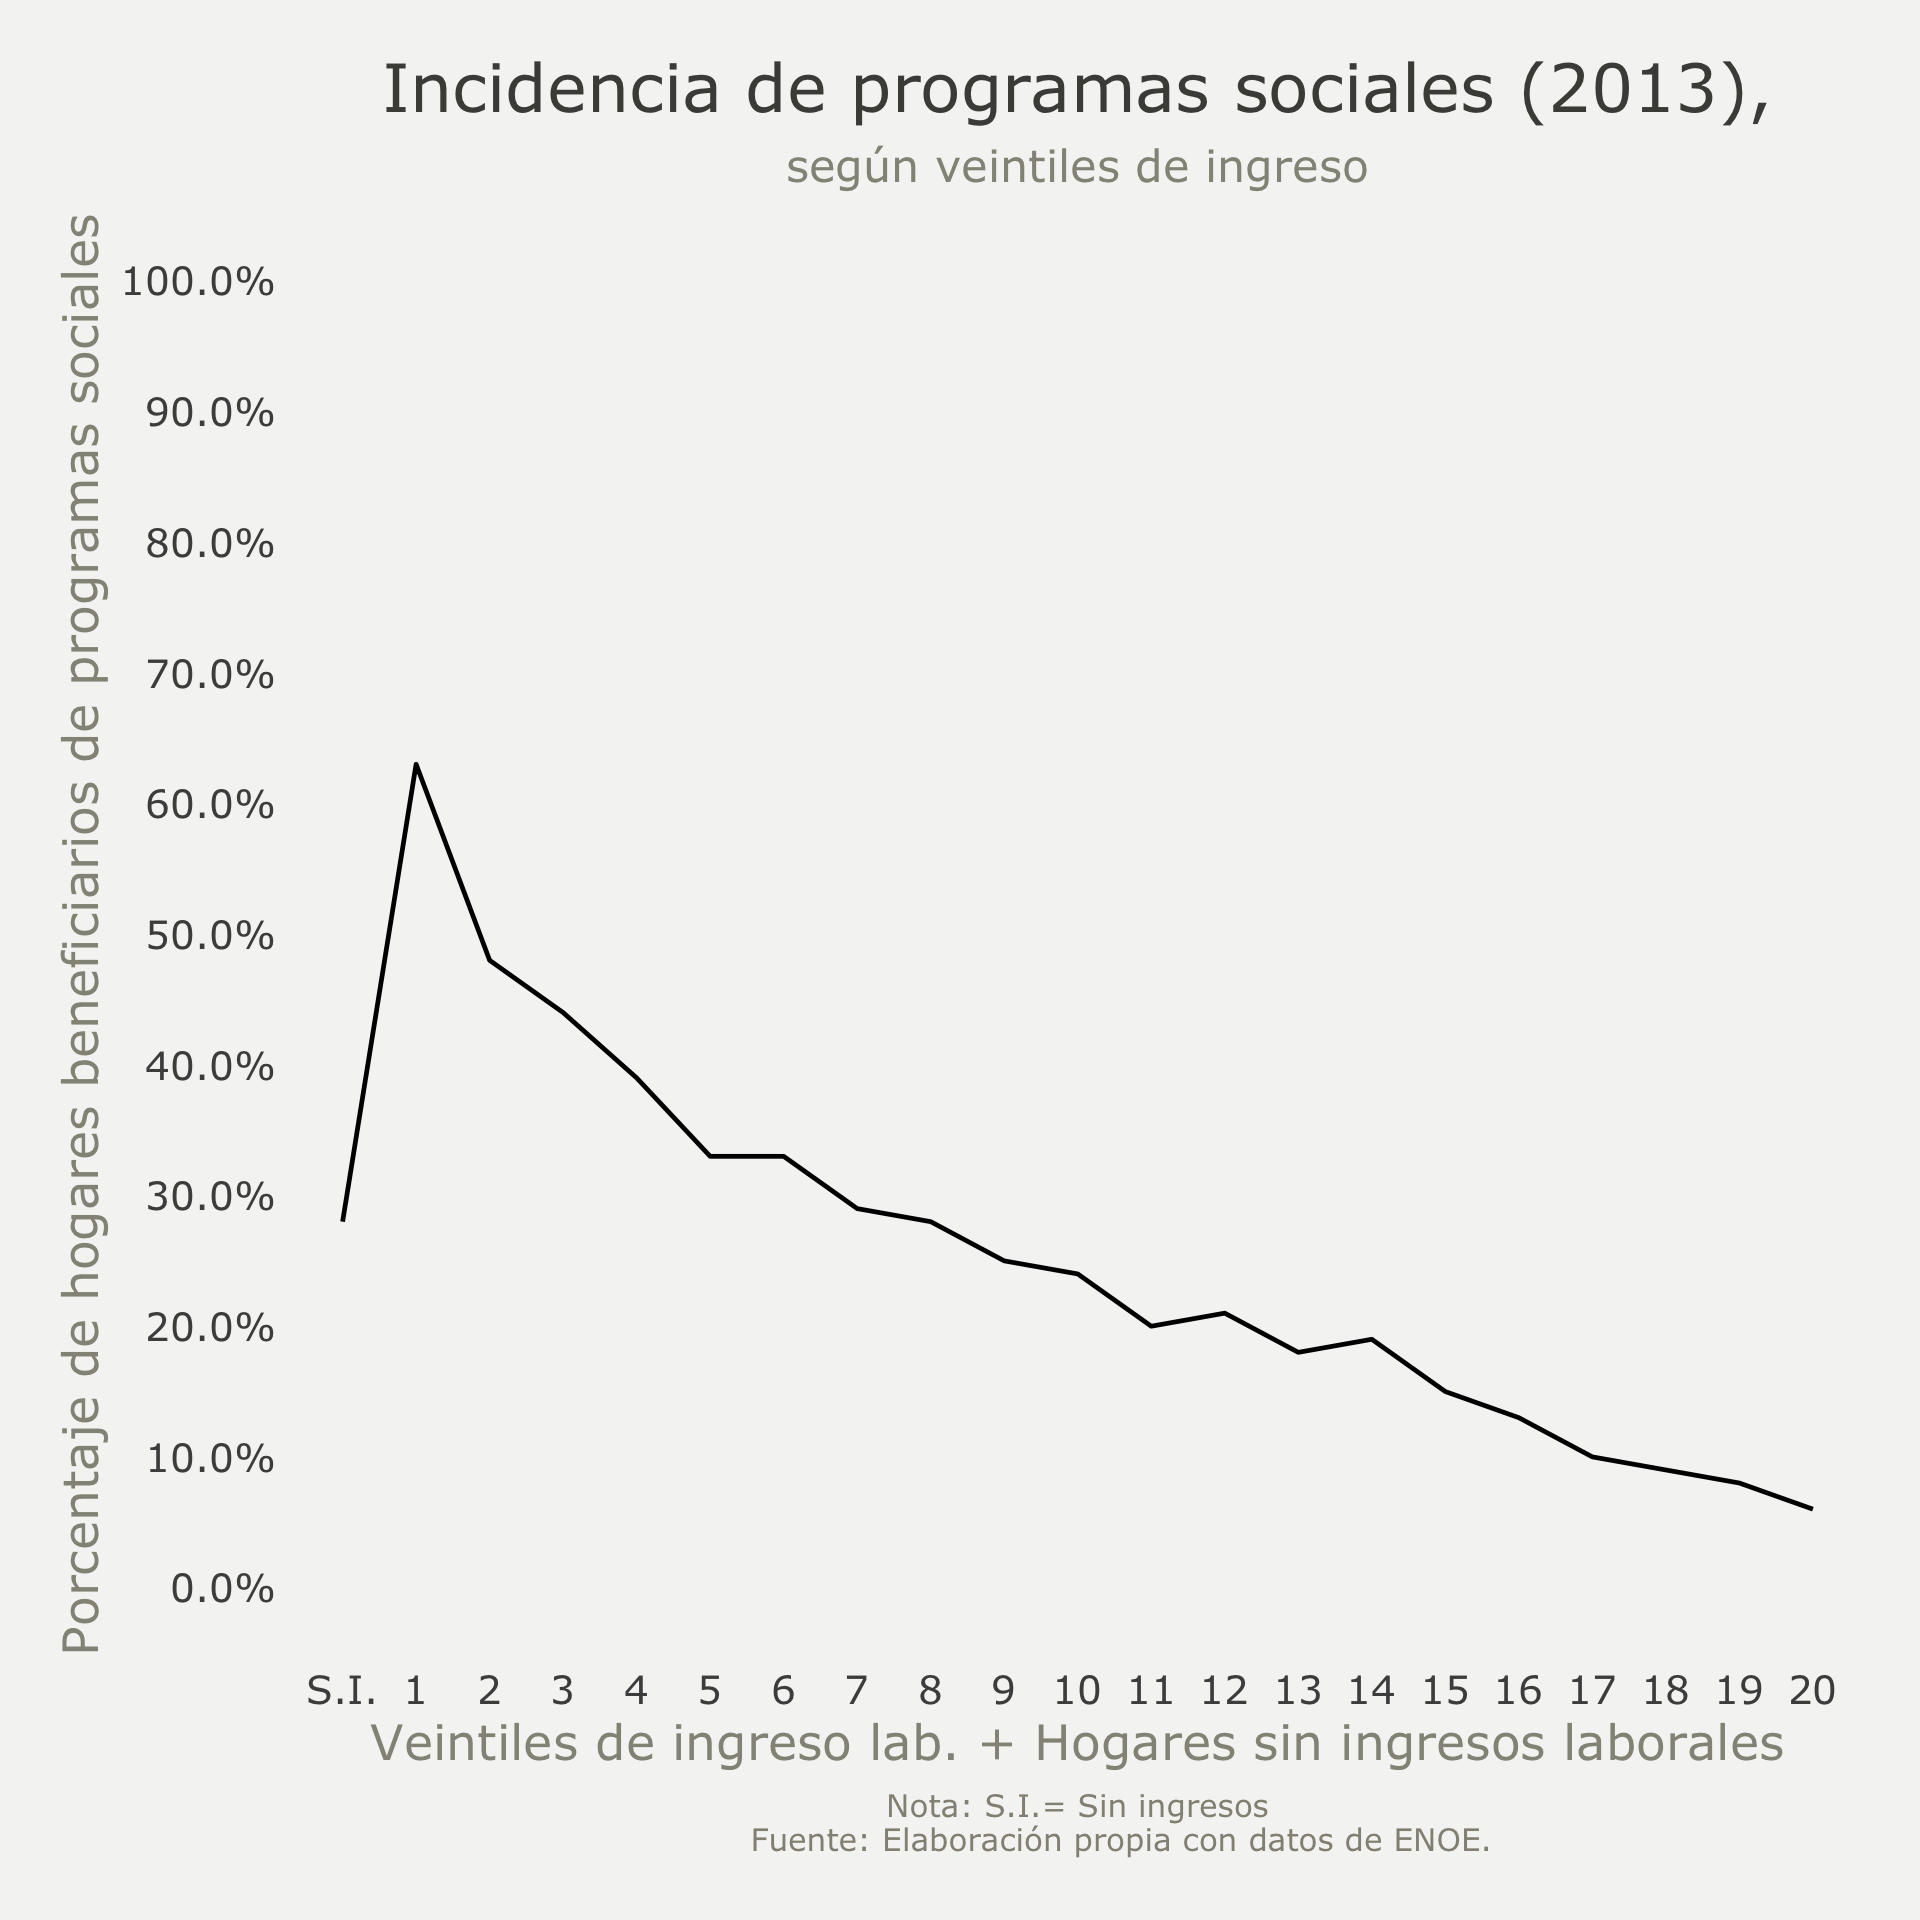 Incidencia de programas sociales (2013),
según veintiles de ingreso
Porcentaje de hogares beneficiarios de programas sociales
100.0%
90.0%
80.0%
70.0%
60.0%
50.0%
40.0%
30.0%
20.0%
10.0%
0.0%
S.I. 1 2 3 4 5 6 7 8 9 10 11 12 13 14 15 16 17 18 19 20
Veintiles de ingreso lab. + Hogares sin ingresos laborales
Nota: S.I.= Sin ingresos
Fuente: Elaboración propia con datos de ENOE.